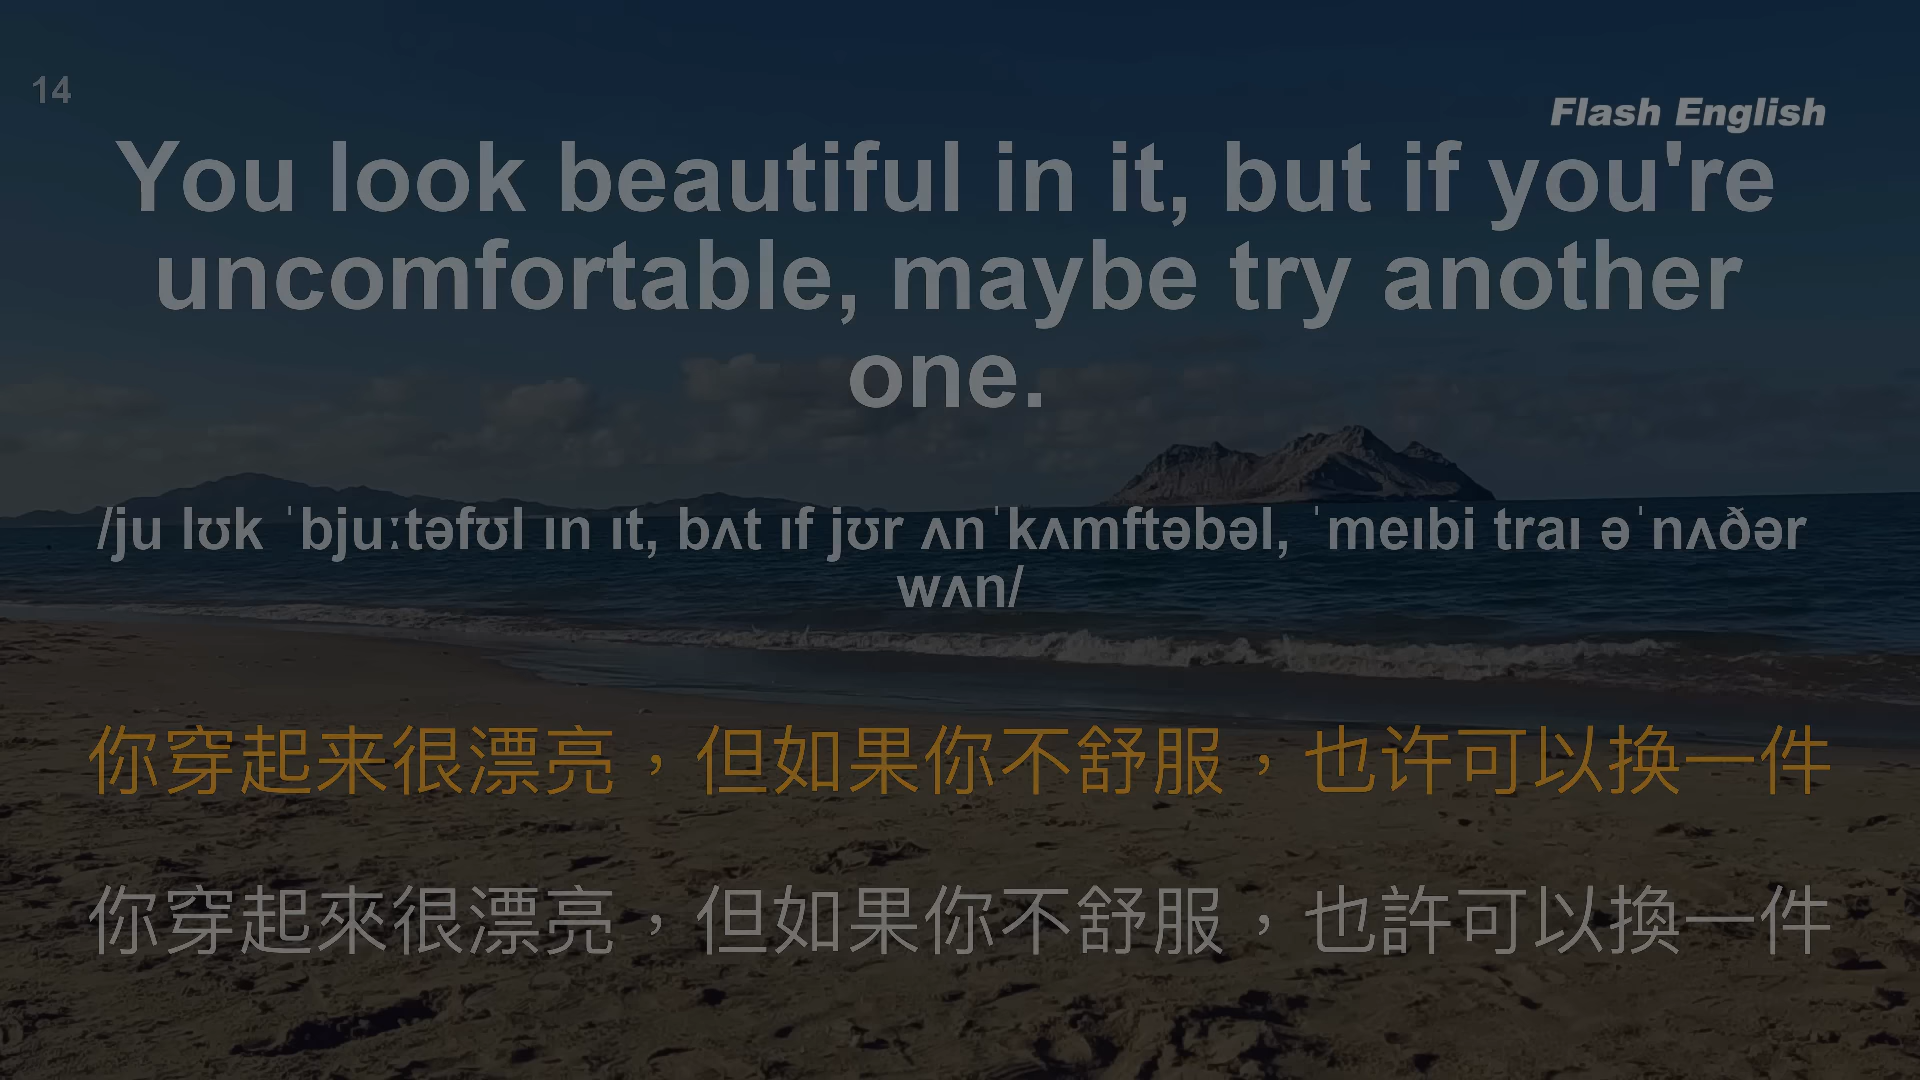 14
Flash English
You look beautiful in it, but if you're
uncomfortable, maybe try another
one.
/ju lʊk ˈbjuːtəfʊl ɪn ɪt, bʌt ɪf jʊr ʌnˈkʌmftəbəl, ˈmeɪbi traɪ əˈnʌðər
wʌn/
你穿起来很漂亮，但如果你不舒服，也许可以换一件
你穿起來很漂亮，但如果你不舒服，也許可以換一件